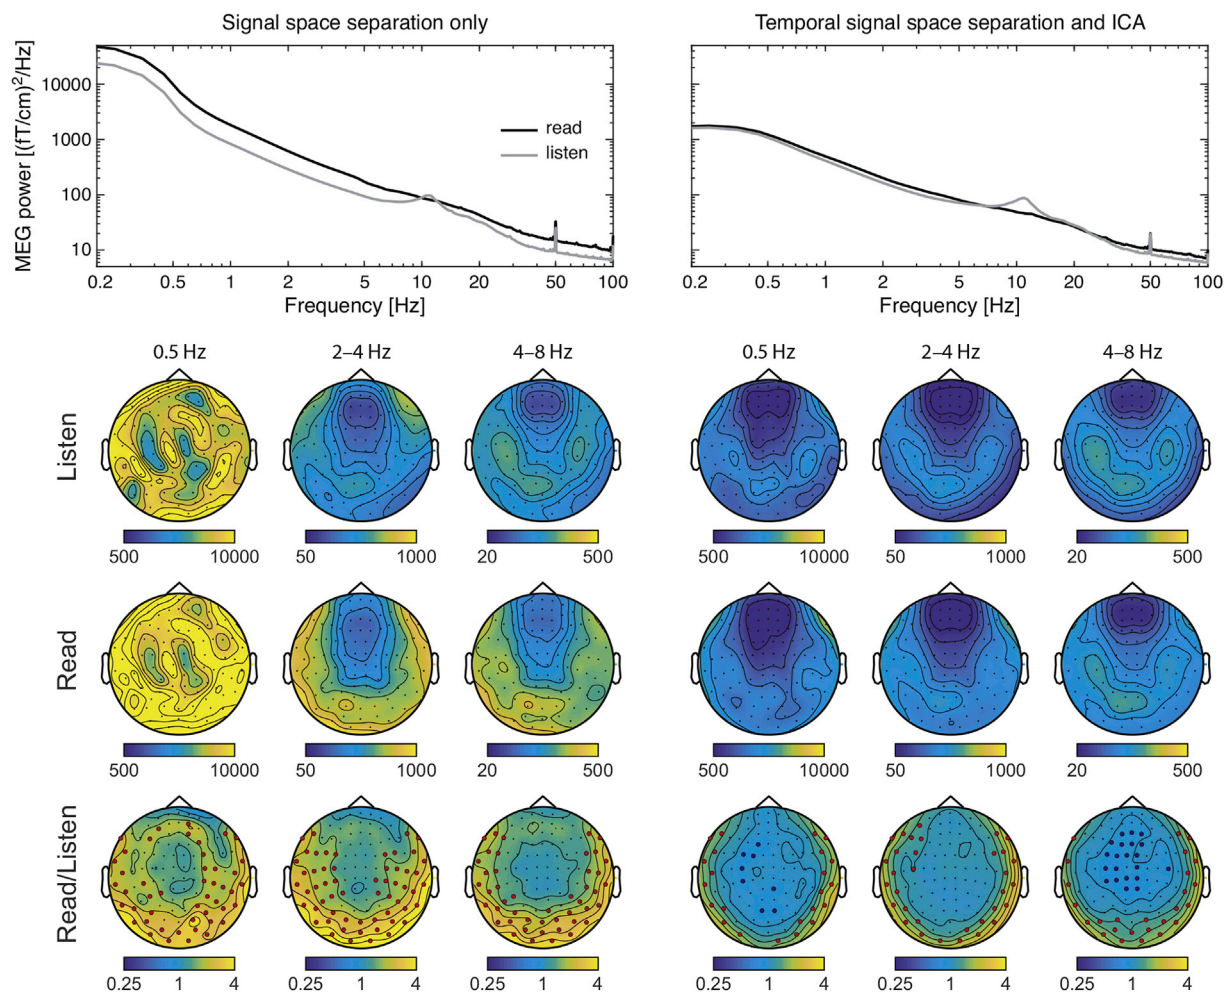 Signal space separation only
Temporal signal space separation and ICA
MEG power [(fT/cm)²/Hz]
10000
1000
100
10
read
listen
0.2 0.5 1 2 5 10 20 50 100
0.2 0.5 1 2 5 10 20 50 100
Frequency [Hz]
Frequency [Hz]
0.5 Hz 2–4 Hz 4–8 Hz
0.5 Hz 2–4 Hz 4–8 Hz
Listen
500 10000 50 1000 20 500
500 10000 50 1000 20 500
Read
500 10000 50 1000 20 500
500 10000 50 1000 20 500
Read/Listen
0.25 1 4 0.25 1 4 0.25 1 4
0.25 1 4 0.25 1 4 0.25 1 4